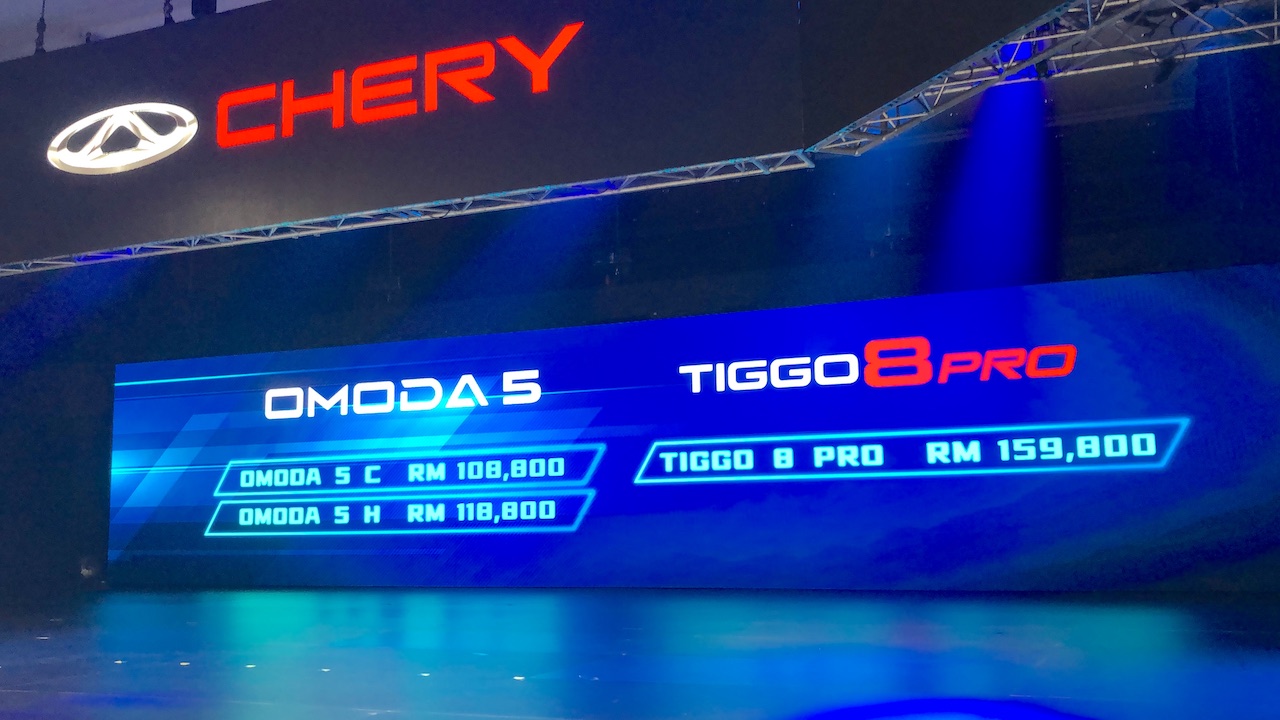 CHERY
OMODA 5
OMODA 5 C RM 108,800
OMODA 5 H RM 118,800
TIGGO 8 PRO
TIGGO 8 PRO RM 159,800